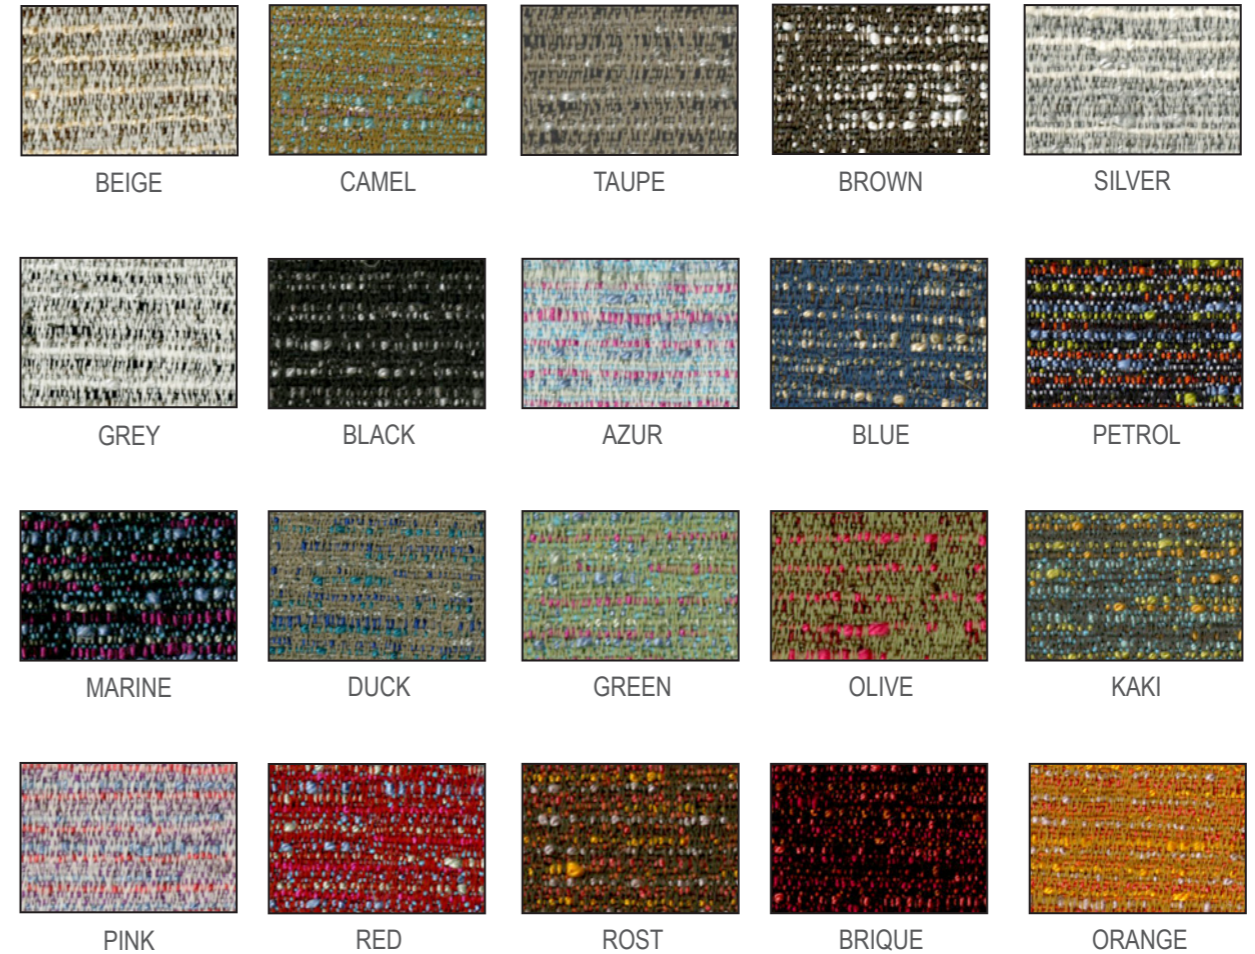 BEIGE
CAMEL
TAUPE
BROWN
SILVER
GREY
BLACK
AZUR
BLUE
PETROL
MARINE
DUCK
GREEN
OLIVE
KAKI
PINK
RED
ROST
BRIQUE
ORANGE